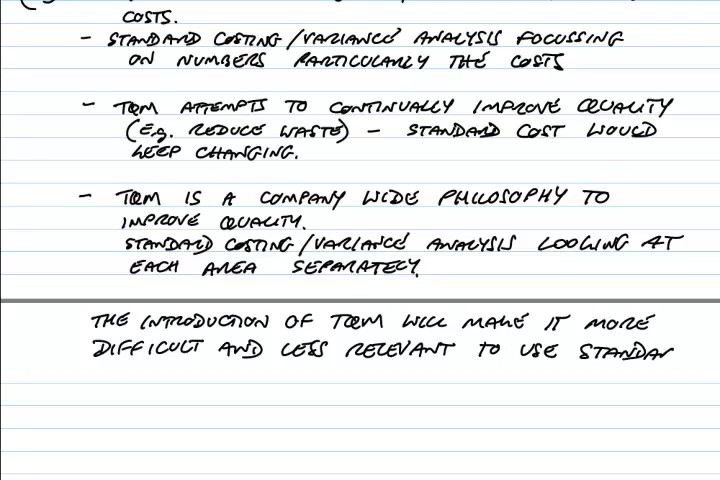 COSTS.
- STANDARD COSTING/VARIANCE ANALYSIS FOCUSSING
ON NUMBERS PARTICULARLY THE COSTS
- TQM ATTEMPTS TO CONTINUALLY IMPROVE QUALITY
(E.g. REDUCE WASTE) - STANDARD COST WOULD
KEEP CHANGING.
- TQM IS A COMPANY WIDE PHILOSOPHY TO
IMPROVE QUALITY.
STANDARD COSTING/VARIANCE ANALYSIS LOOKING AT
EACH AREA SEPARATELY.
THE INTRODUCTION OF TQM WILL MAKE IT MORE
DIFFICULT AND LESS RELEVANT TO USE STANDAR